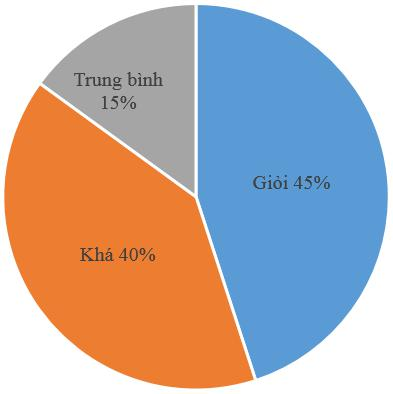 Trung bình
15%
Giỏi 45%
Khá 40%